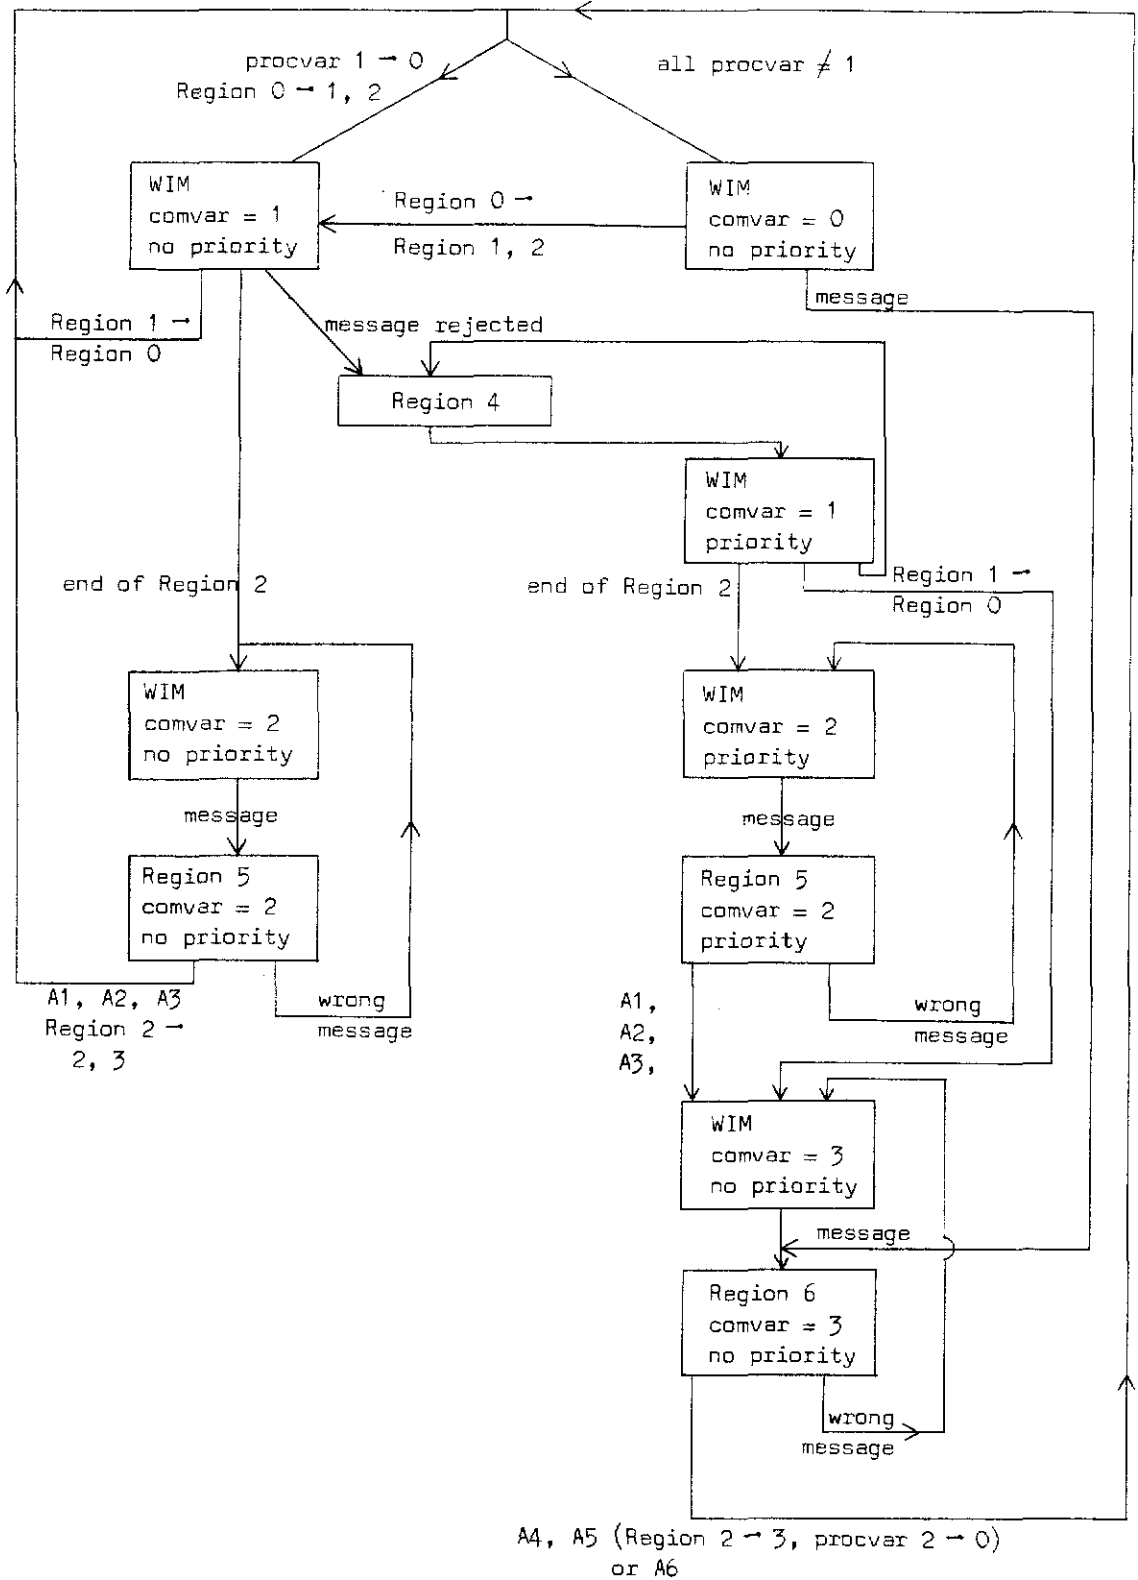 procvar 1 → 0
Region 0 → 1, 2
all procvar ≠ 1
WIM
comvar = 1
no priority
Region 0 →
Region 1, 2
WIM
comvar = 0
no priority
message
Region 1 →
Region 0
message rejected
Region 4
WIM
comvar = 1
priority
end of Region 2
end of Region 2
Region 1 →
Region 0
WIM
comvar = 2
no priority
WIM
comvar = 2
priority
message
message
Region 5
comvar = 2
no priority
Region 5
comvar = 2
priority
A1, A2, A3
Region 2 →
2, 3
wrong
message
A1,
A2,
A3,
wrong
message
WIM
comvar = 3
no priority
message
Region 6
comvar = 3
no priority
wrong
message
A4, A5 (Region 2 → 3, procvar 2 → 0)
or A6